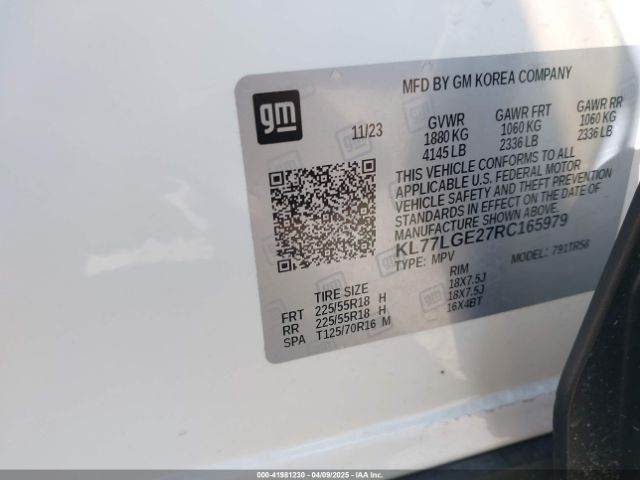 gm
MFD BY GM KOREA COMPANY
11/23 GVWR GAWR FRT GAWR RR
1880 KG 1060 KG 1060 KG
4145 LB 2336 LB 2336 LB
THIS VEHICLE CONFORMS TO ALL
APPLICABLE U.S. FEDERAL MOTOR
VEHICLE SAFETY AND THEFT PREVENTION
STANDARDS IN EFFECT ON THE DATE OF
MANUFACTURE SHOWN ABOVE.
KL77LGE27RC165979
TYPE: MPV MODEL: 791TR58
TIRE SIZE RIM
FRT 225/55R18 H 18X7.5J
RR 225/55R18 H 18X7.5J
SPA T125/70R16 M 16X4BT
000-41981230 - 04/09/2025 - IAAI.com